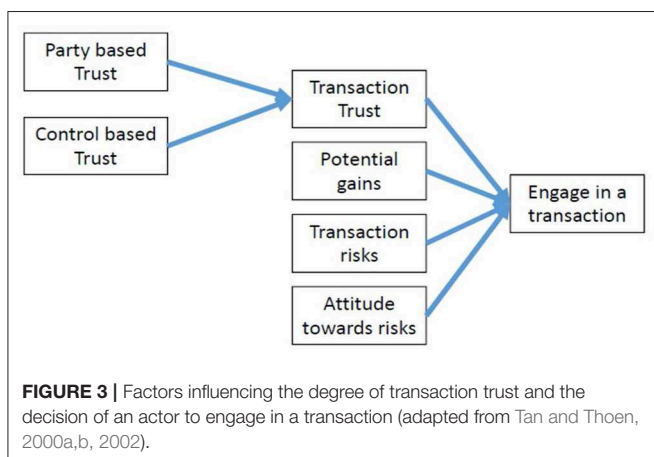 Party based
Trust
Control based
Trust
Transaction
Trust
Potential
gains
Transaction
risks
Attitude
towards risks
Engage in a
transaction
FIGURE 3 | Factors influencing the degree of transaction trust and the
decision of an actor to engage in a transaction (adapted from Tan and Thoen,
2000a,b, 2002).